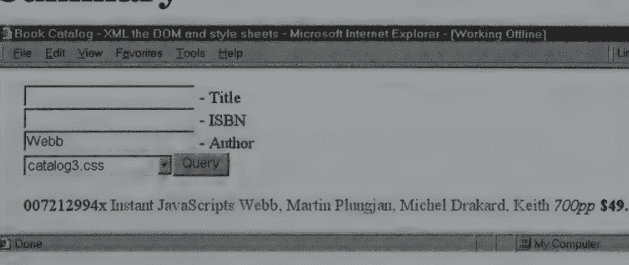 Book Catalog - XML the DOM and style sheets - Microsoft Internet Explorer - [Working Offline]
File Edit View Favorites Tools Help
- Title
- ISBN
Webb - Author
catalog3.css Query
007212994x Instant JavaScripts Webb, Martin Plungjan, Michel Drakard, Keith 700pp $49.
Done My Computer